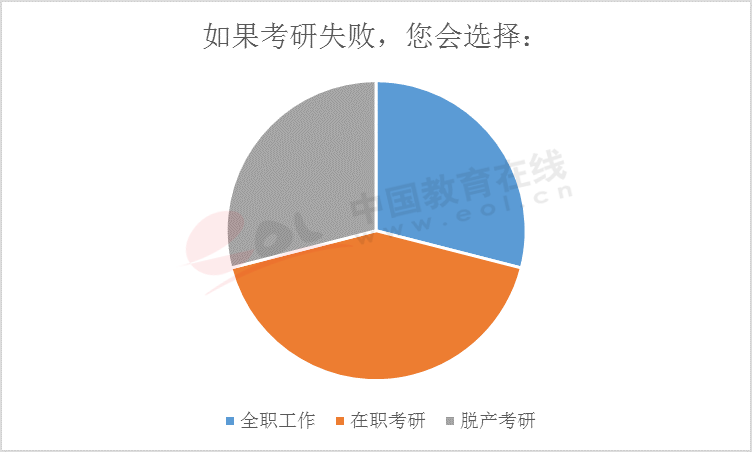 如果考研失败，您会选择：
中国教育在线
eol
www.eol.cn
全职工作 在职考研 脱产考研